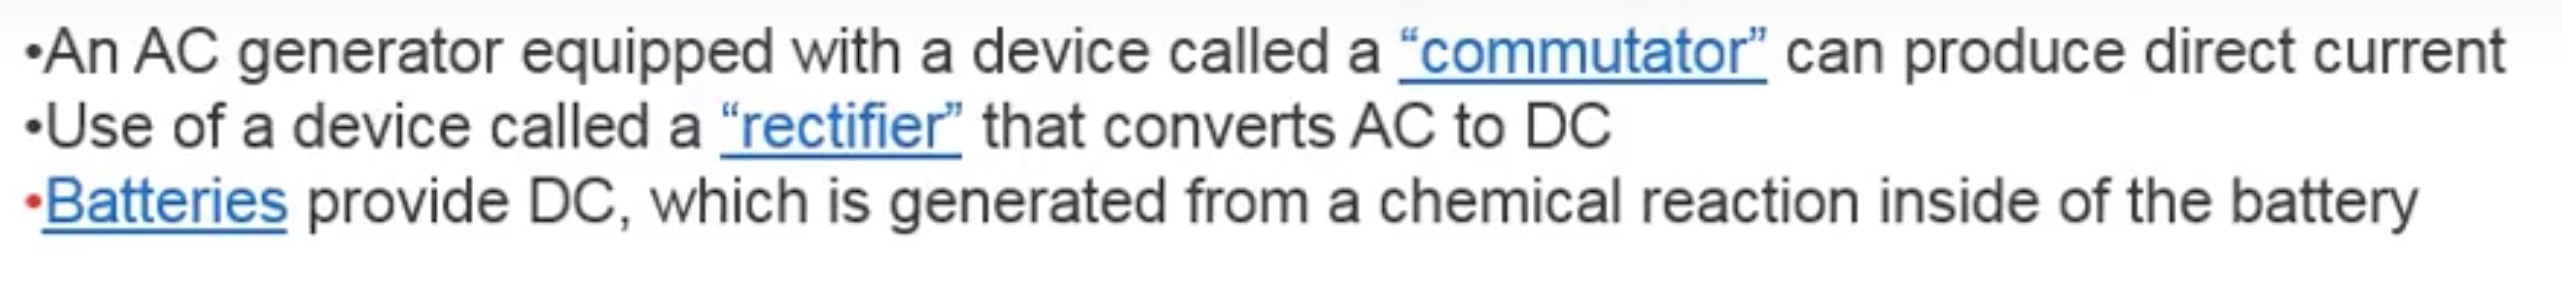 •An AC generator equipped with a device called a “commutator” can produce direct current
•Use of a device called a “rectifier” that converts AC to DC
•Batteries provide DC, which is generated from a chemical reaction inside of the battery